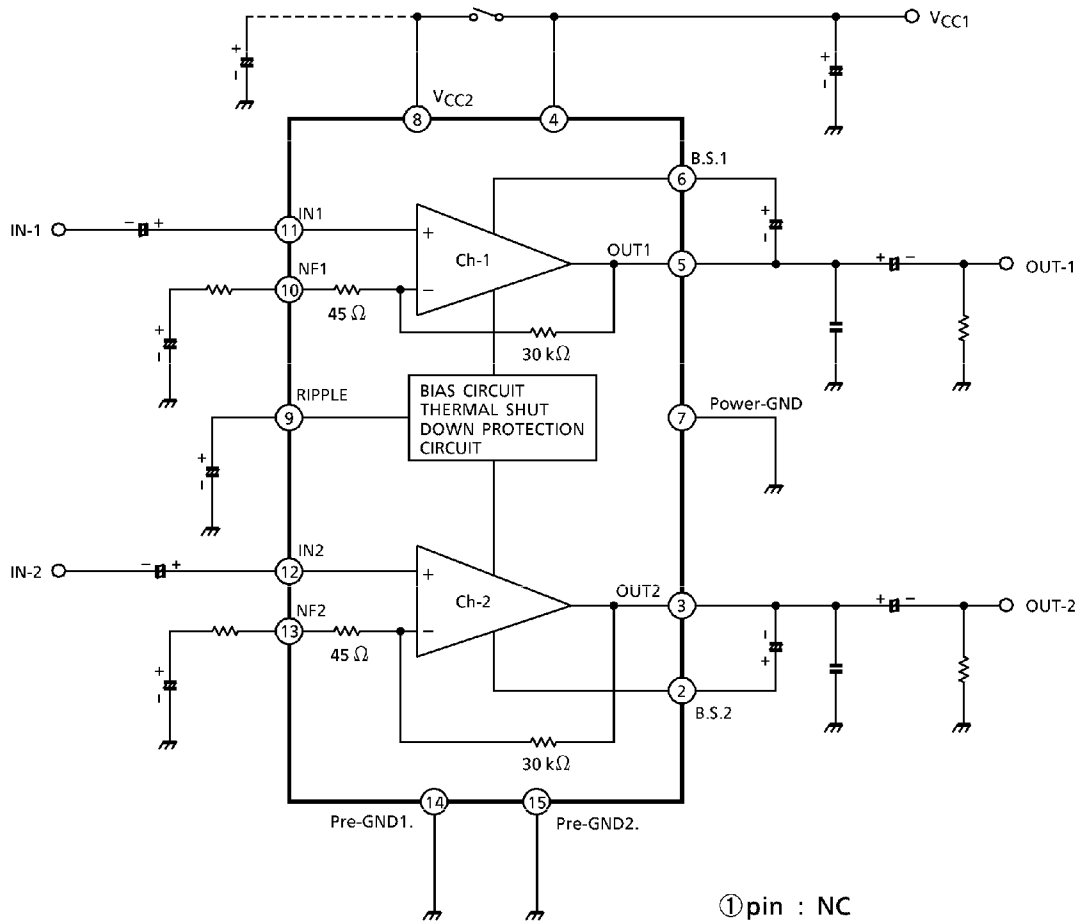 VCC1
+
-
+
-
VCC2
8
4
B.S.1
6
IN-1
- +
IN1
11
+
Ch-1
-
OUT1
5
+
-
+ -
OUT-1
NF1
10
45 Ω
30 kΩ
+
-
RIPPLE
9
BIAS CIRCUIT
THERMAL SHUT
DOWN PROTECTION
CIRCUIT
7
Power-GND
+
-
IN-2
- +
IN2
12
+
Ch-2
-
OUT2
3
+ -
OUT-2
NF2
13
45 Ω
+
-
-
+
2
B.S.2
30 kΩ
14
15
Pre-GND1.
Pre-GND2.
①pin : NC